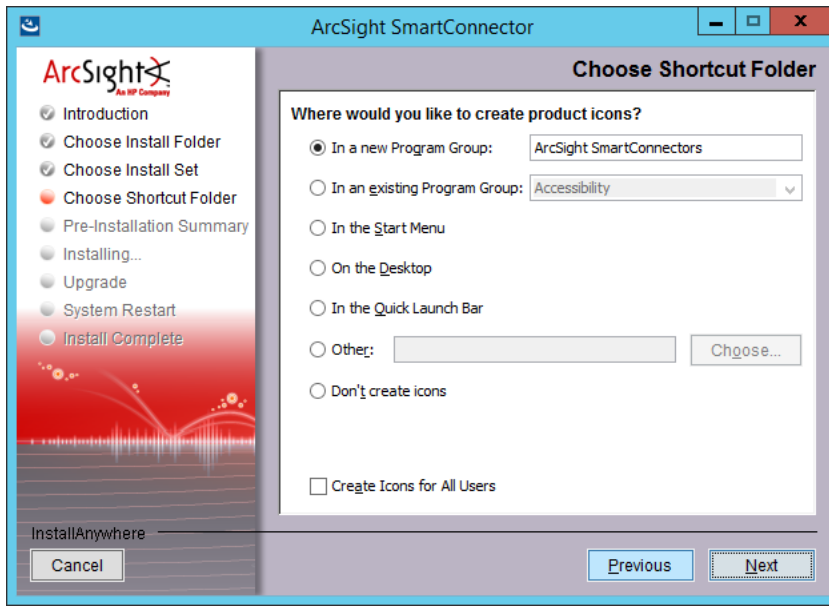 ArcSight SmartConnector
ArcSight
An HP Company
Choose Shortcut Folder
Introduction
Choose Install Folder
Choose Install Set
Choose Shortcut Folder
Pre-Installation Summary
Installing...
Upgrade
System Restart
Install Complete
Where would you like to create product icons?
In a new Program Group: ArcSight SmartConnectors
In an existing Program Group: Accessibility
In the Start Menu
On the Desktop
In the Quick Launch Bar
Other: Choose...
Don't create icons
Create Icons for All Users
InstallAnywhere
Cancel Previous Next